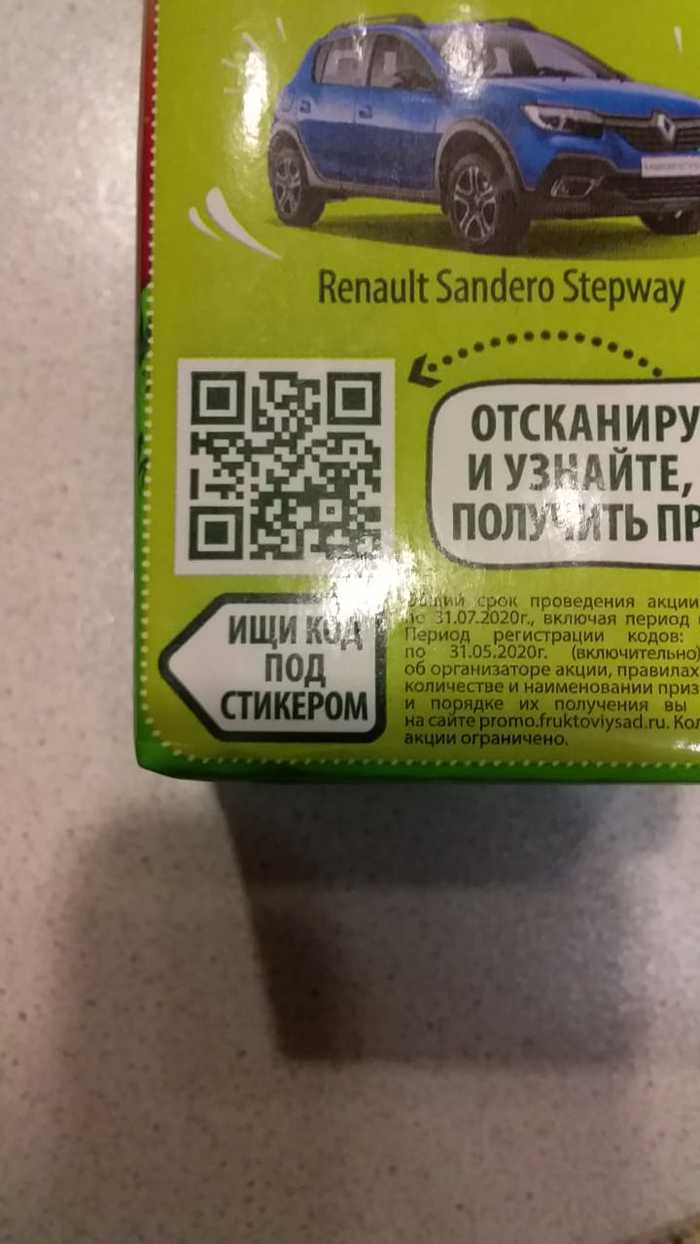 Renault Sandero Stepway
ОТСКАНИРУ
И УЗНАЙТЕ,
ПОЛУЧИТЬ ПР
ИЩИ КОД
ПОД
СТИКЕРОМ
Общий срок проведения акции
по 31.07.2020г., включая период
Период регистрации кодов:
по 31.05.2020г. (включительно)
об организаторе акции, правилах
количестве и наименовании приз
и порядке их получения вы
на сайте promo.fruktoviysad.ru. Кол
акции ограничено.